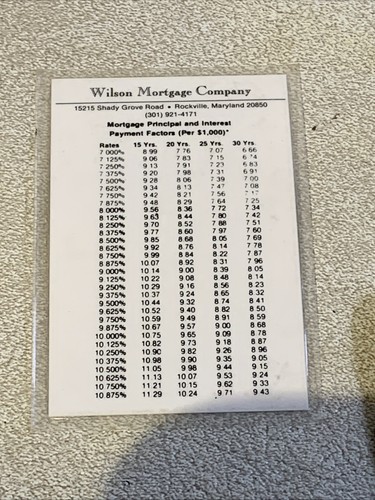 Wilson Mortgage Company
15215 Shady Grove Road • Rockville, Maryland 20850
(301) 921-4171
Mortgage Principal and Interest
Payment Factors (Per $1,000)*
Rates 15 Yrs. 20 Yrs. 25 Yrs. 30 Yrs.
7.000% 8.99 7.76 7.07 6.66
7.125% 9.06 7.83 7.15 6.74
7.250% 9.13 7.91 7.23 6.83
7.375% 9.20 7.98 7.31 6.91
7.500% 9.28 8.06 7.39 7.00
7.625% 9.34 8.13 7.47 7.08
7.750% 9.42 8.21 7.56 7.17
7.875% 9.48 8.29 7.64 7.25
8.000% 9.56 8.36 7.72 7.34
8.125% 9.63 8.44 7.80 7.42
8.250% 9.70 8.52 7.88 7.51
8.375% 9.77 8.60 7.97 7.60
8.500% 9.85 8.68 8.05 7.69
8.625% 9.92 8.76 8.14 7.78
8.750% 9.99 8.84 8.22 7.87
8.875% 10.07 8.92 8.31 7.96
9.000% 10.14 9.00 8.39 8.05
9.125% 10.22 9.08 8.48 8.14
9.250% 10.29 9.16 8.56 8.23
9.375% 10.37 9.24 8.65 8.32
9.500% 10.44 9.32 8.74 8.41
9.625% 10.52 9.40 8.82 8.50
9.750% 10.59 9.49 8.91 8.59
9.875% 10.67 9.57 9.00 8.68
10.000% 10.75 9.65 9.09 8.78
10.125% 10.82 9.73 9.18 8.87
10.250% 10.90 9.82 9.26 8.96
10.375% 10.98 9.90 9.35 9.05
10.500% 11.05 9.98 9.44 9.15
10.625% 11.13 10.07 9.53 9.24
10.750% 11.21 10.15 9.62 9.33
10.875% 11.29 10.24 9.71 9.43